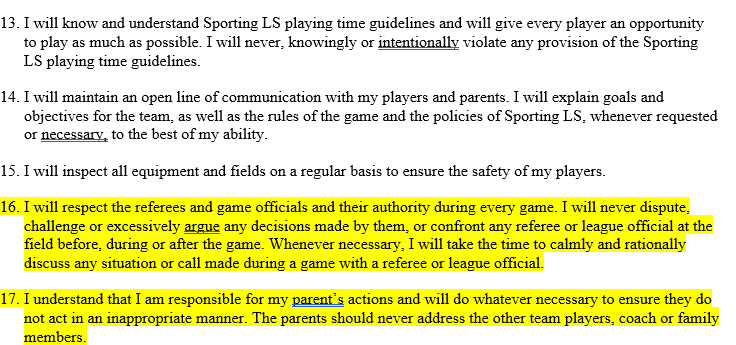 13. I will know and understand Sporting LS playing time guidelines and will give every player an opportunity
to play as much as possible. I will never, knowingly or intentionally violate any provision of the Sporting
LS playing time guidelines.
14. I will maintain an open line of communication with my players and parents. I will explain goals and
objectives for the team, as well as the rules of the game and the policies of Sporting LS, whenever requested
or necessary, to the best of my ability.
15. I will inspect all equipment and fields on a regular basis to ensure the safety of my players.
16. I will respect the referees and game officials and their authority during every game. I will never dispute,
challenge or excessively argue any decisions made by them, or confront any referee or league official at the
field before, during or after the game. Whenever necessary, I will take the time to calmly and rationally
discuss any situation or call made during a game with a referee or league official.
17. I understand that I am responsible for my parent's actions and will do whatever necessary to ensure they do
not act in an inappropriate manner. The parents should never address the other team players, coach or family
members.